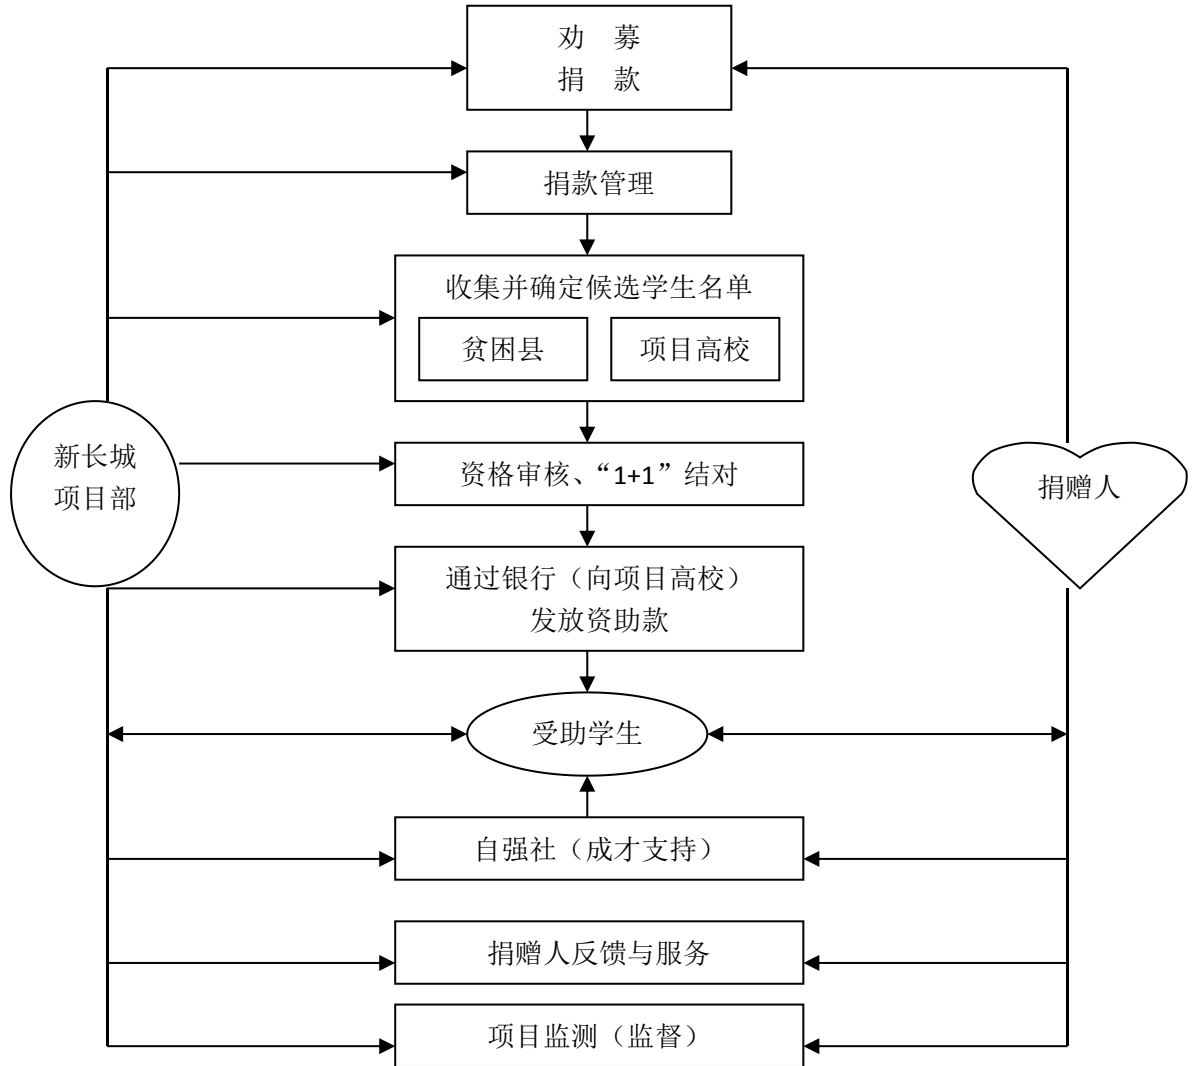 劝　募
捐　款
捐款管理
收集并确定候选学生名单
贫困县
项目高校
新长城
项目部
资格审核、“1+1”结对
捐赠人
通过银行（向项目高校）
发放资助款
受助学生
自强社（成才支持）
捐赠人反馈与服务
项目监测（监督）